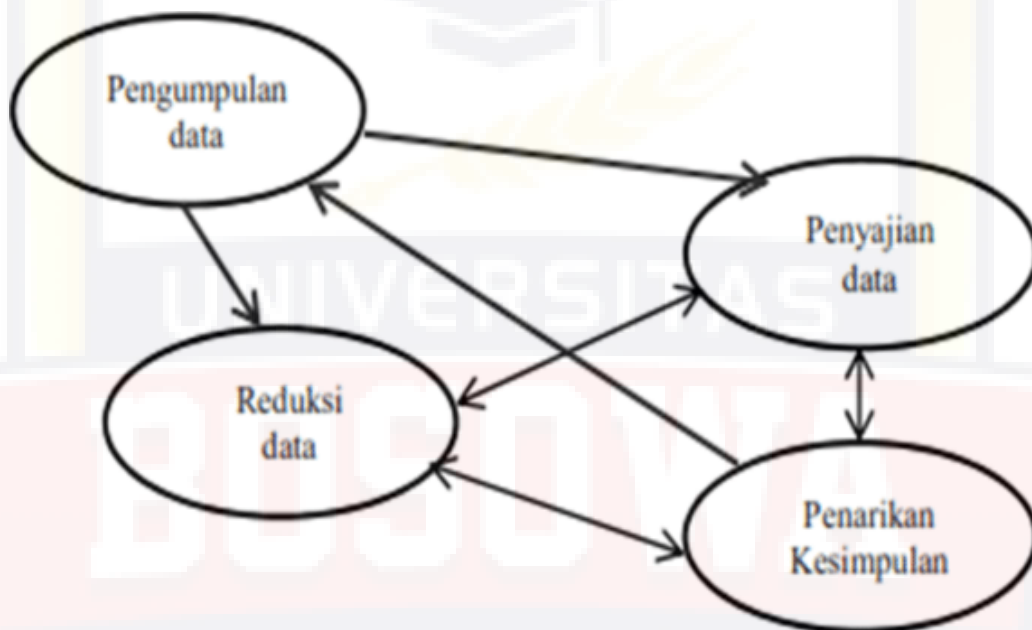 Pengumpulan
data
Penyajian
data
UNIVERSITAS
Reduksi
data
BOSOWA
Penarikan
Kesimpulan